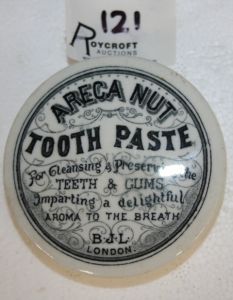 121
ROYCROFT
AUCTIONS
ARECA NUT
TOOTH PASTE
For Cleansing & Preserving the
TEETH & GUMS
Imparting a delightful
AROMA TO THE BREATH
B&L
LONDON.